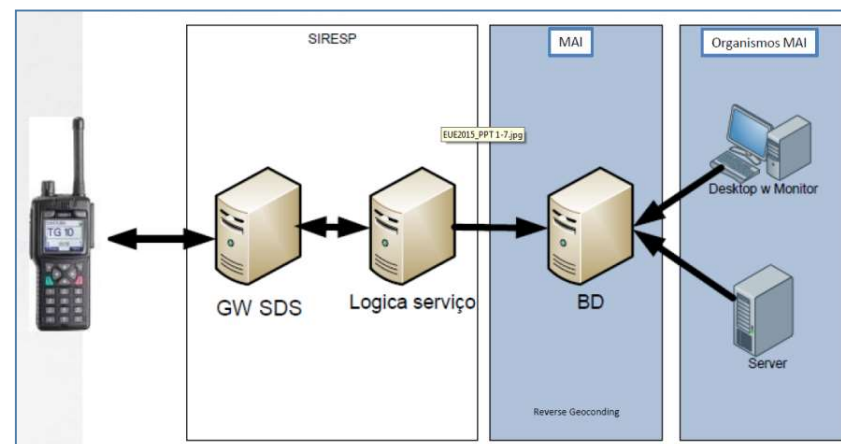 SIRESP
MAI
Organismos MAI
EUE2015_PPT 1-7.jpg
Desktop w Monitor
TG 10
GW SDS
Logica serviço
BD
Server
Reverse Geoconding